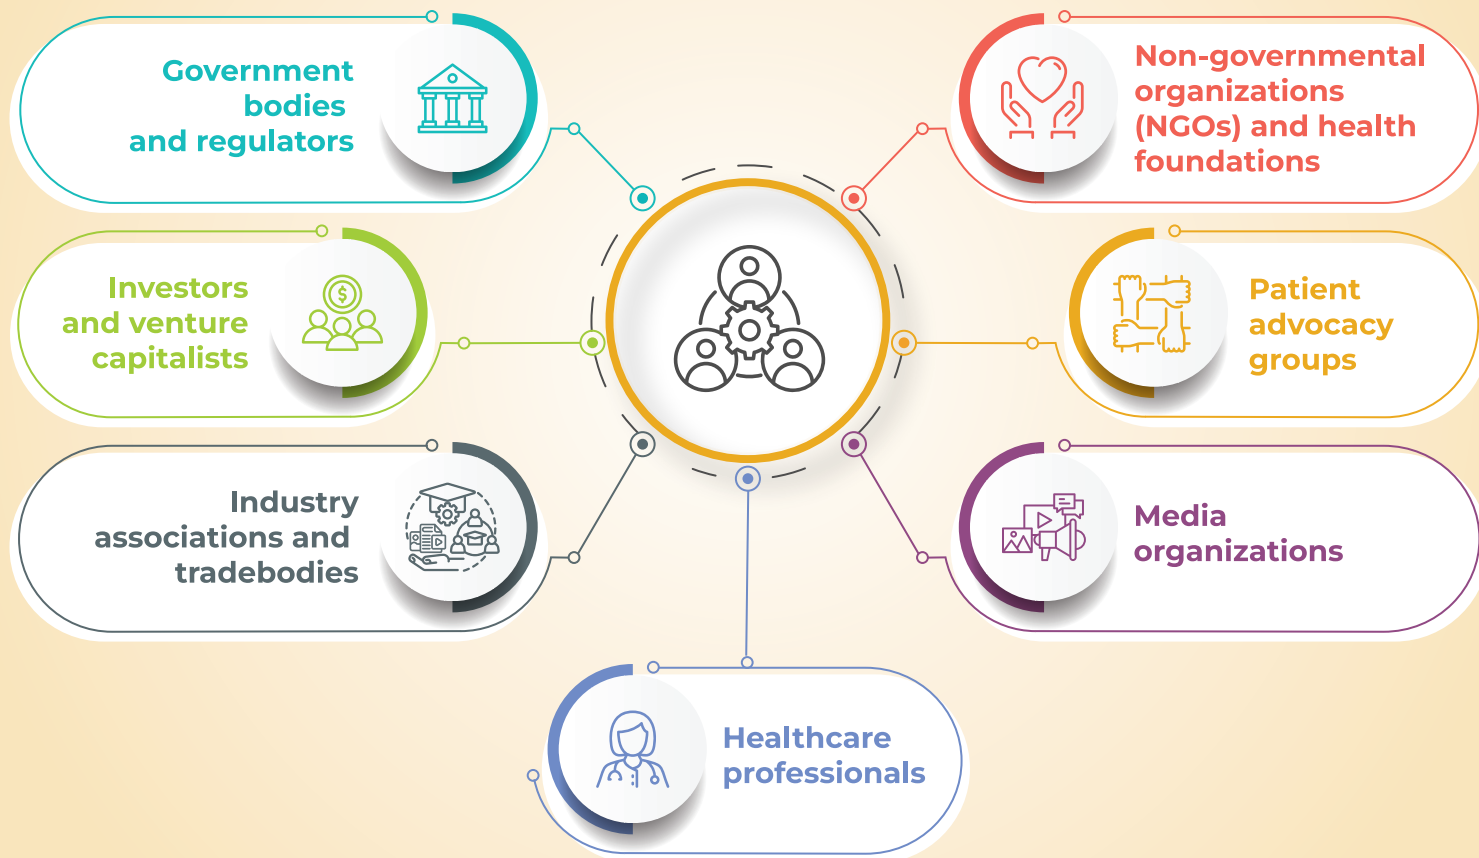 Government
bodies
and regulators
Non-governmental
organizations
(NGOs) and health
foundations
Investors
and venture
capitalists
$
Patient
advocacy
groups
Industry
associations and
tradebodies
Media
organizations
Healthcare
professionals